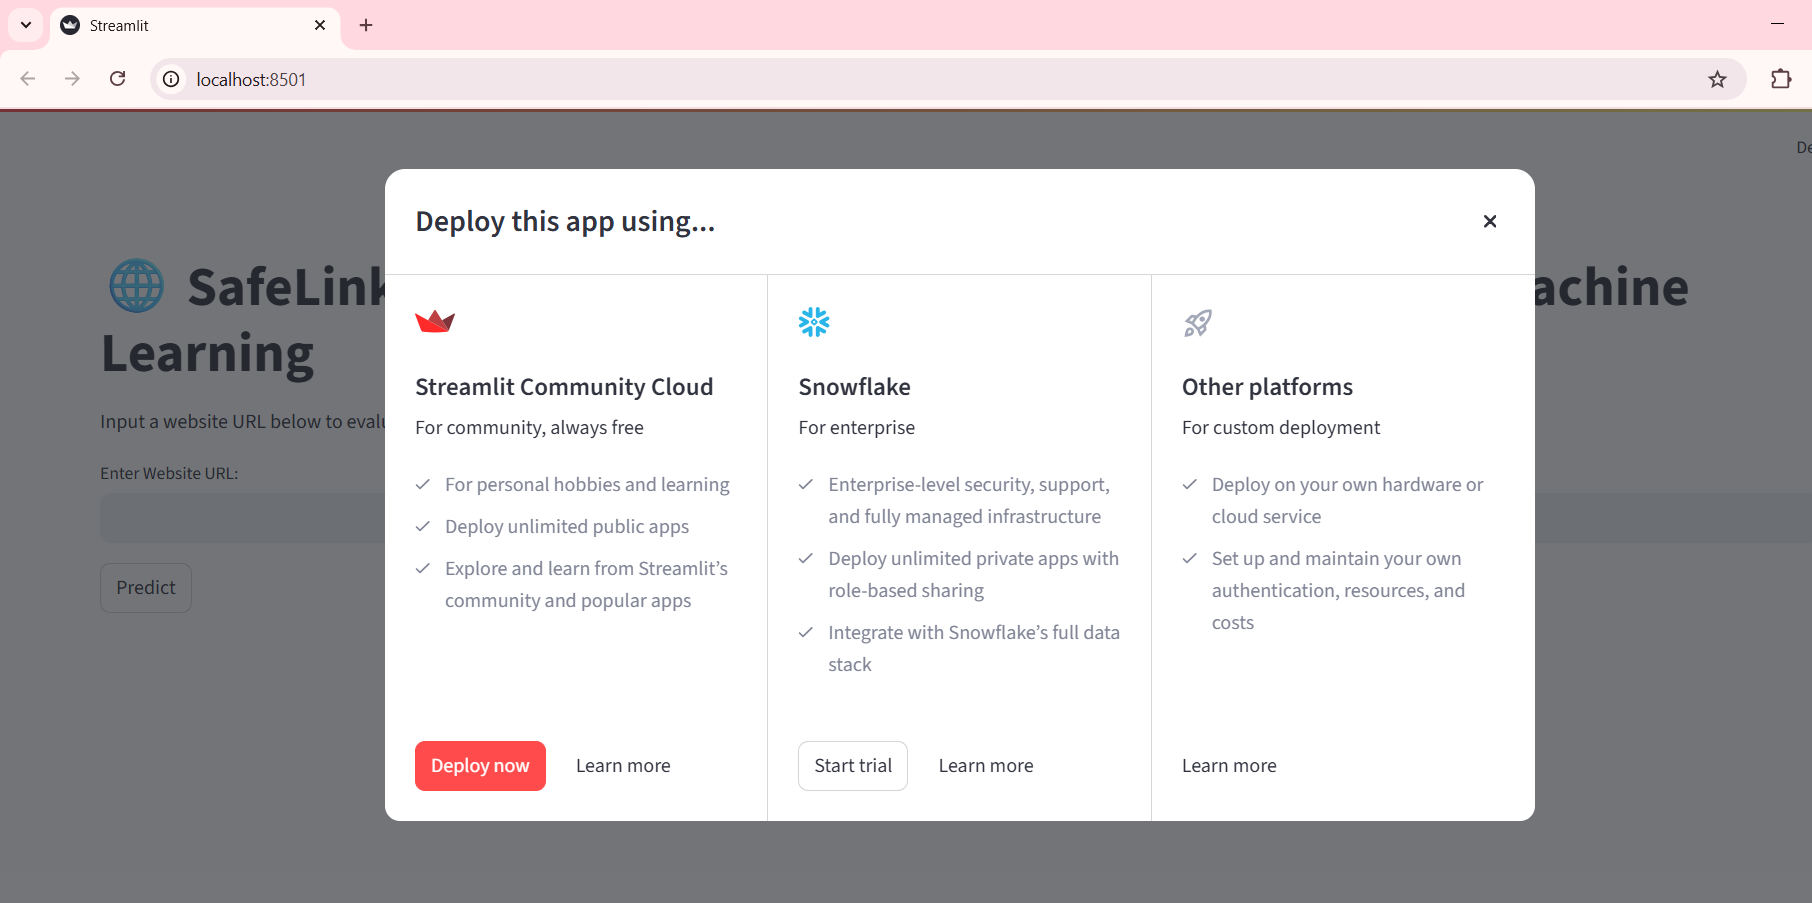 Streamlit
localhost:8501
Deploy this app using...
SafeLink
achine
Learning
Input a website URL below to
Enter Website URL:
Predict
Streamlit Community Cloud
For community, always free
For personal hobbies and learning
Deploy unlimited public apps
Explore and learn from Streamlit’s
community and popular apps
Deploy now
Learn more
Snowflake
For enterprise
Enterprise-level security, support,
and fully managed infrastructure
Deploy unlimited private apps with
role-based sharing
Integrate with Snowflake’s full data
stack
Start trial
Learn more
Other platforms
For custom deployment
Deploy on your own hardware or
cloud service
Set up and maintain your own
authentication, resources, and
costs
Learn more